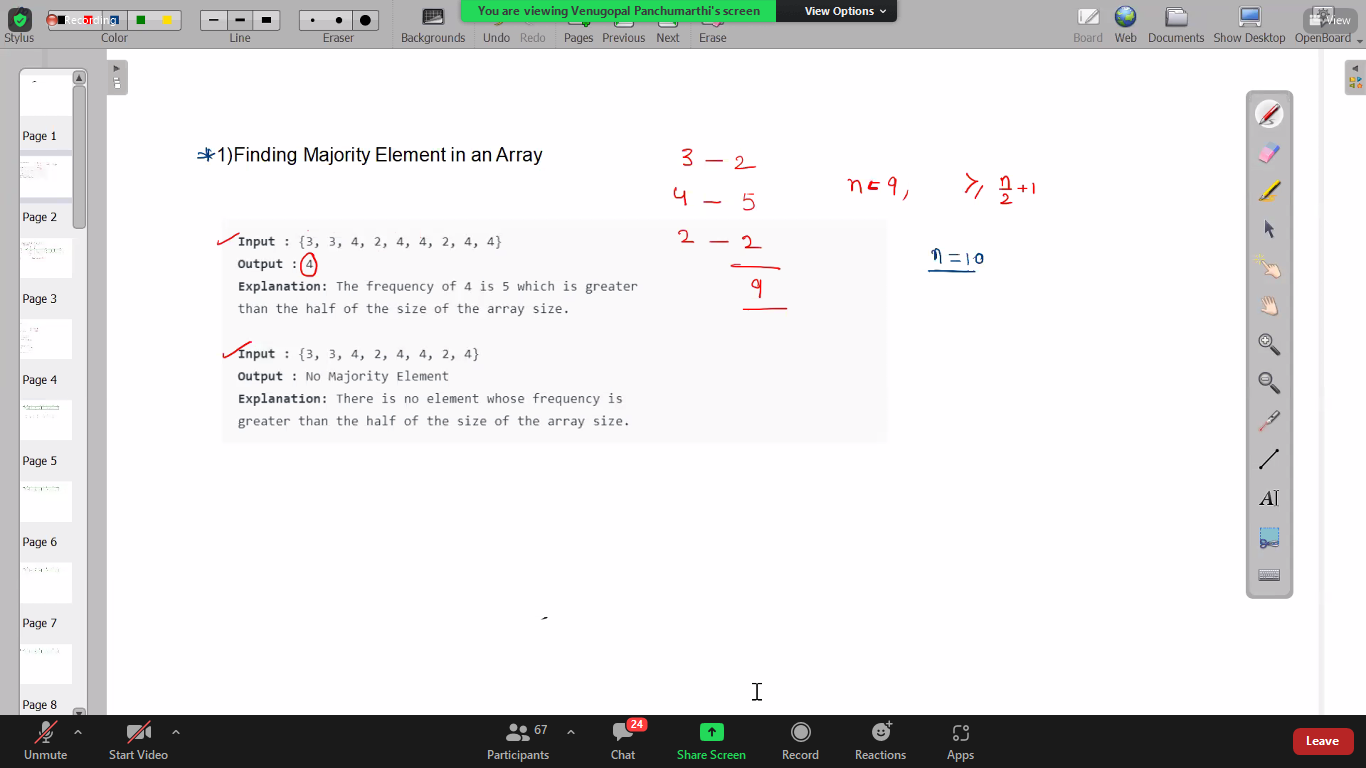 You are viewing Venugopal Panchumarthi's screen
View Options
Recording
View
Stylus
Color
Line
Eraser
Backgrounds
Undo
Redo
Pages
Previous
Next
Erase
Board
Web
Documents
Show Desktop
OpenBoard
Page 1
Page 2
Page 3
Page 4
Page 5
Page 6
Page 7
Page 8
*1)Finding Majority Element in an Array
3 – 2
4 – 5
2 – 2
9
n = 9, ≥ n/2 + 1
n = 10
Input : {3, 3, 4, 2, 4, 4, 2, 4, 4}
Output : 4
Explanation: The frequency of 4 is 5 which is greater
than the half of the size of the array size.
Input : {3, 3, 4, 2, 4, 4, 2, 4}
Output : No Majority Element
Explanation: There is no element whose frequency is
greater than the half of the size of the array size.
AI
Unmute
Start Video
Participants
67
Chat
24
Share Screen
Record
Reactions
Apps
Leave